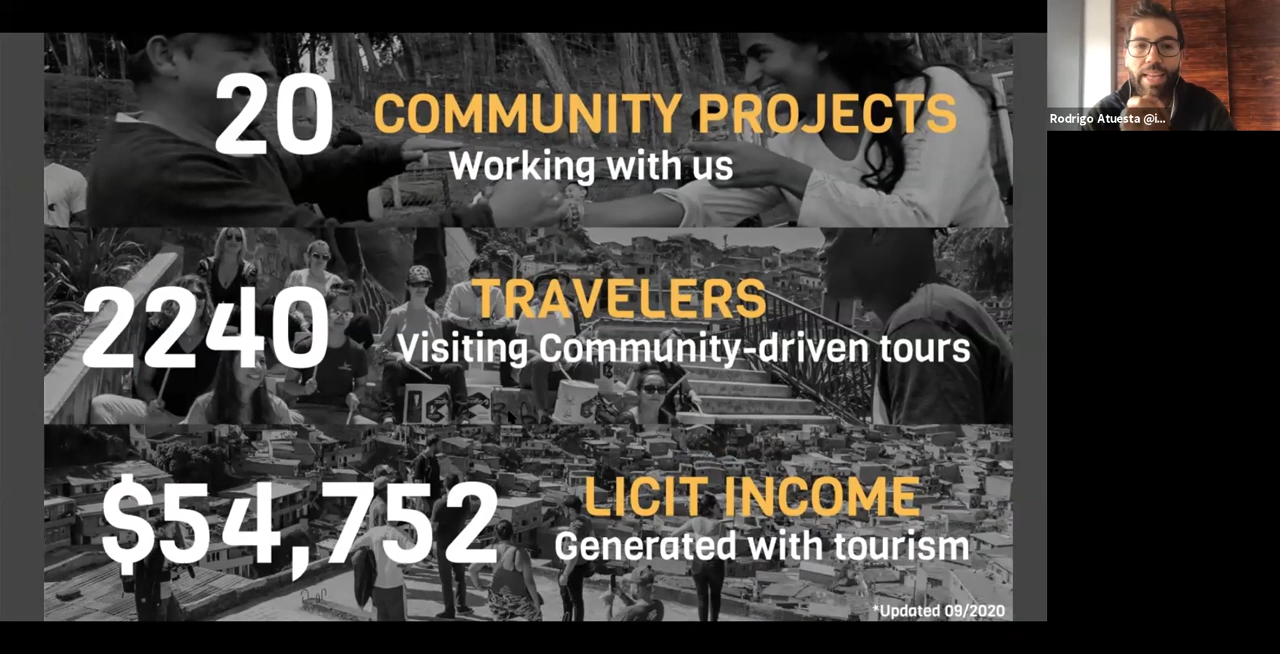 20
COMMUNITY PROJECTS
Working with us
2240
TRAVELERS
Visiting Community-driven tours
$54,752
LICIT INCOME
Generated with tourism
*Updated 09/2020
Rodrigo Atuesta @i...